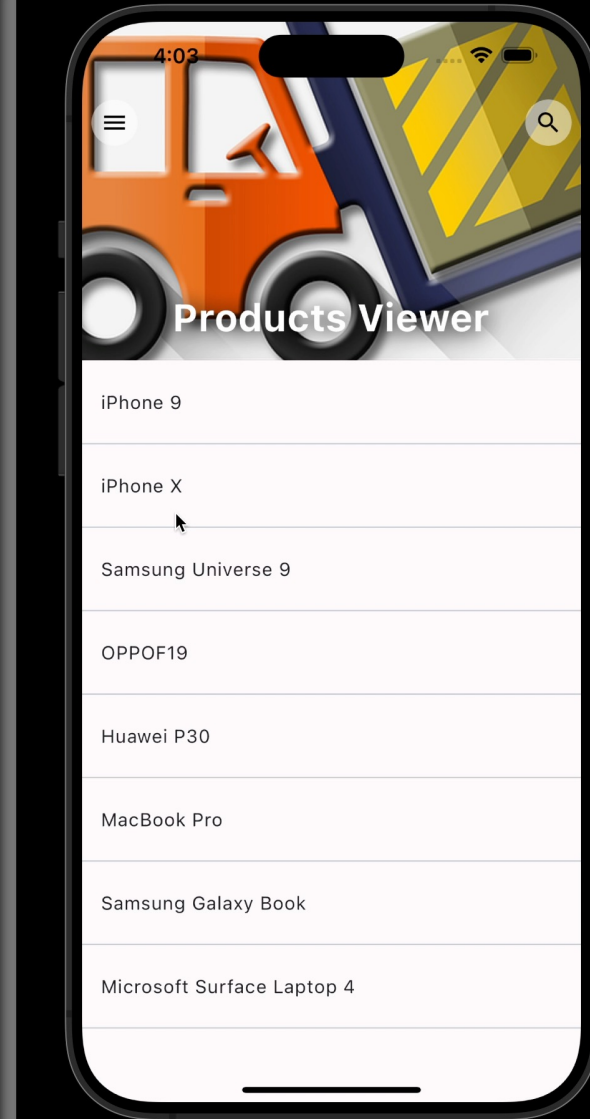 4:03
Products Viewer
iPhone 9
iPhone X
Samsung Universe 9
OPPOF19
Huawei P30
MacBook Pro
Samsung Galaxy Book
Microsoft Surface Laptop 4